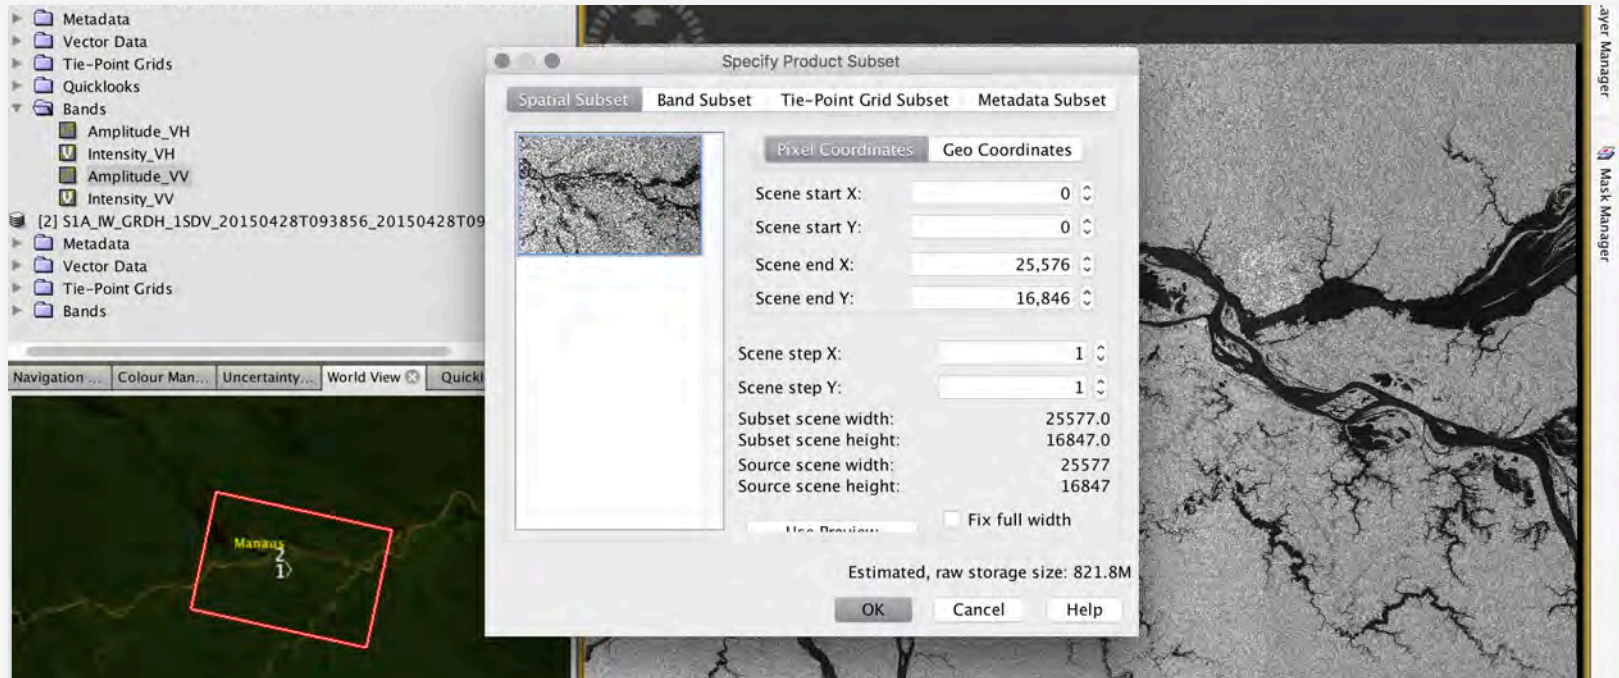 Metadata
Vector Data
Tie-Point Grids
Quicklooks
Bands
Amplitude_VH
Intensity_VH
Amplitude_VV
Intensity_VV
[2] S1A_IW_GRDH_1SDV_20150428T093856_20150428T09
Metadata
Vector Data
Tie-Point Grids
Bands
Navigation ... Colour Man... Uncertainty... World View
Manaus
2
1
Specify Product Subset
Spatial Subset Band Subset Tie-Point Grid Subset Metadata Subset
Pixel Coordinates Geo Coordinates
Scene start X: 0
Scene start Y: 0
Scene end X: 25,576
Scene end Y: 16,846
Scene step X: 1
Scene step Y: 1
Subset scene width: 25577.0
Subset scene height: 16847.0
Source scene width: 25577
Source scene height: 16847
Use Preview...
Fix full width
Estimated, raw storage size: 821.8M
OK Cancel Help
Manager
Mask Manager